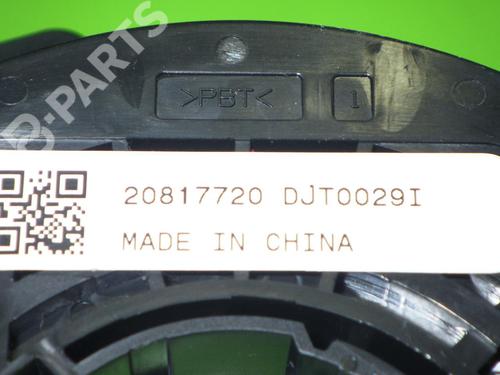 B-PARTS
>PBT<
1
20817720 DJT0029I
MADE IN CHINA